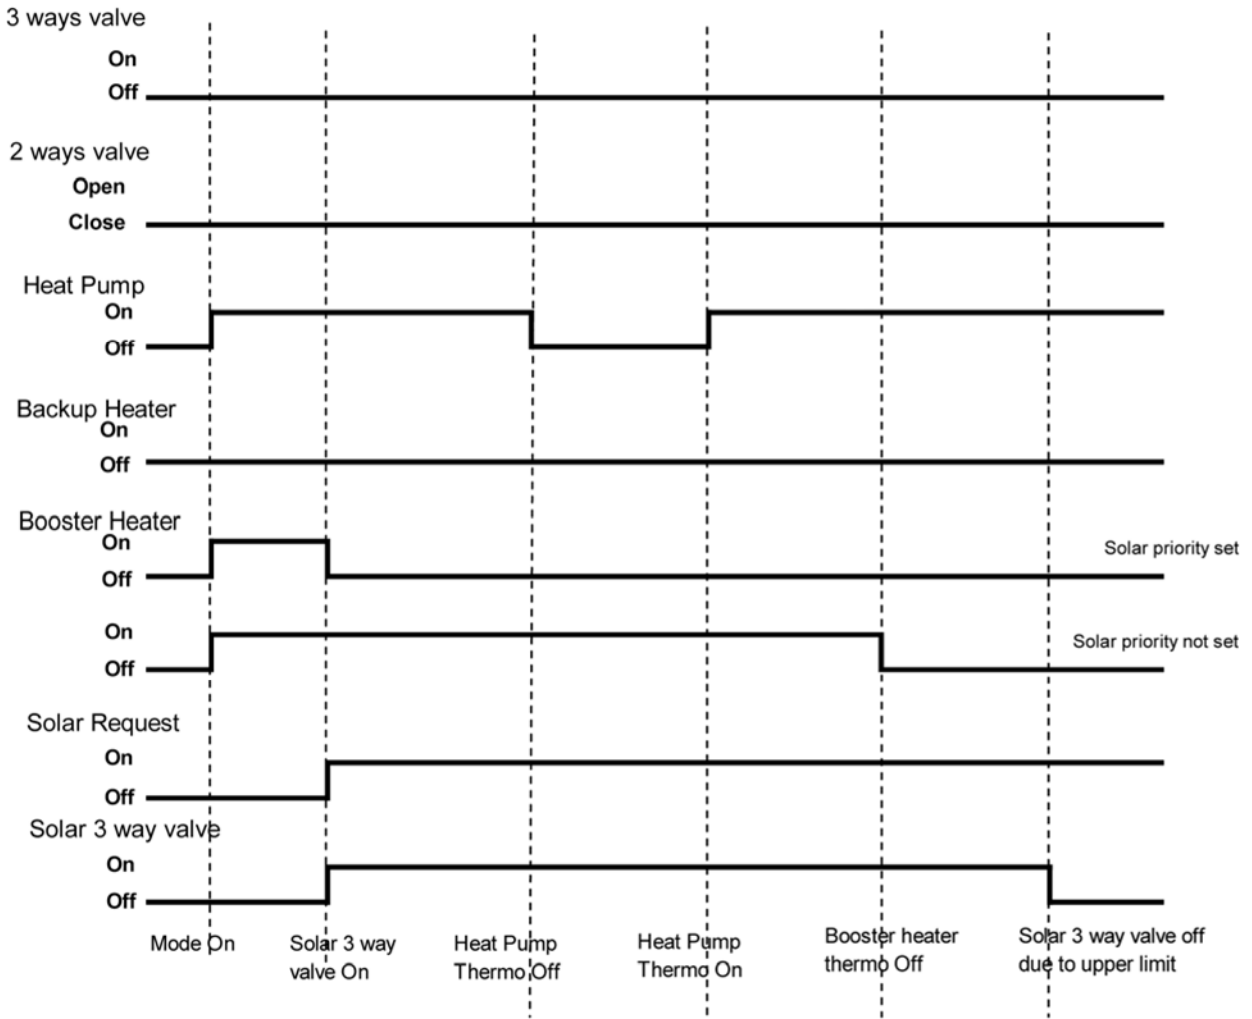 3 ways valve
On
Off
2 ways valve
Open
Close
Heat Pump
On
Off
Backup Heater
On
Off
Booster Heater
On
Solar priority set
Off
On
Solar priority not set
Off
Solar Request
On
Off
Solar 3 way valve
On
Off
Mode On
Solar 3 way
valve On
Heat Pump
Thermo Off
Heat Pump
Thermo On
Booster heater
thermo Off
Solar 3 way valve off
due to upper limit